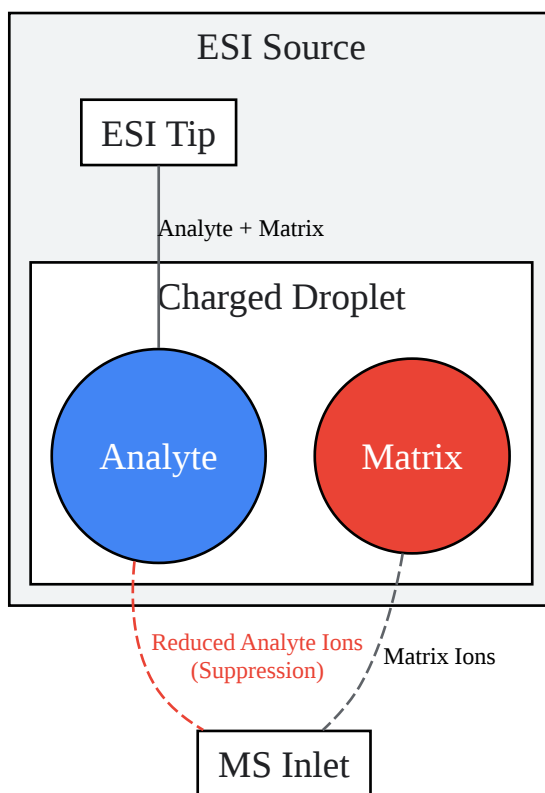 ESI Source
ESI Tip
Analyte + Matrix
Charged Droplet
Analyte
Matrix
Reduced Analyte Ions
(Suppression)
Matrix Ions
MS Inlet